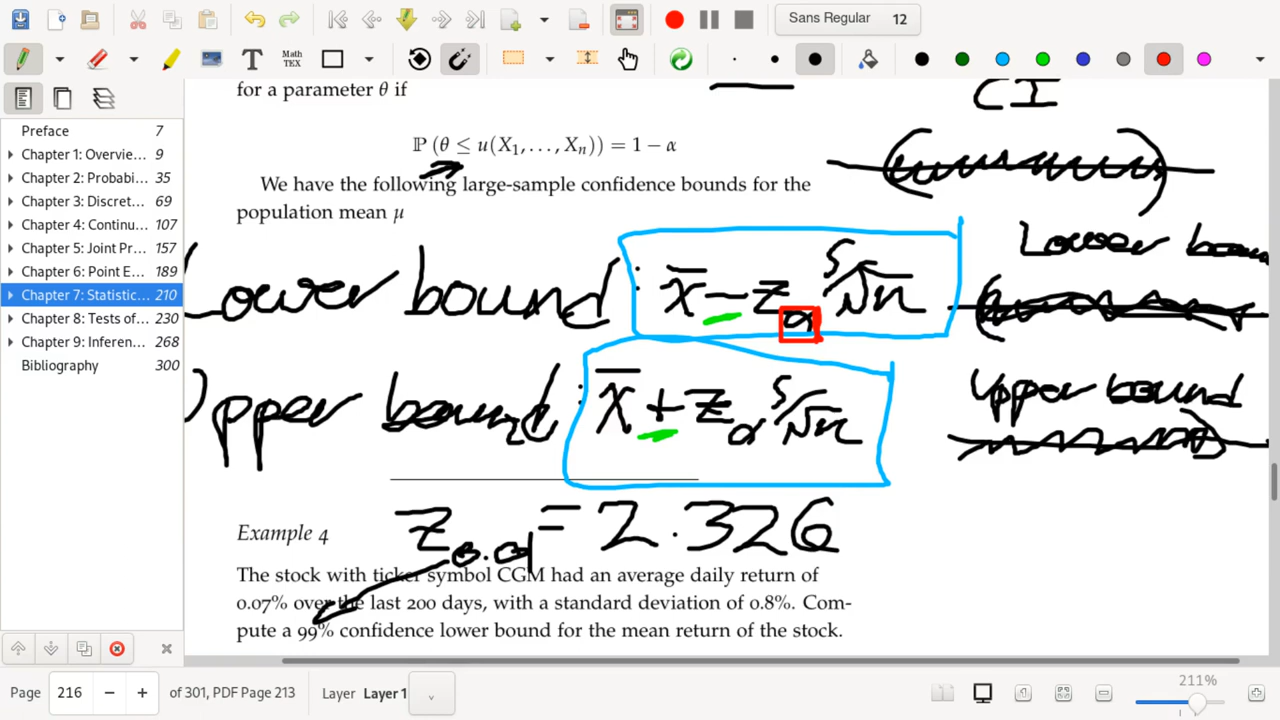 Sans Regular 12
Math
TEX
Preface 7
Chapter 1: Overvie... 9
Chapter 2: Probabi... 35
Chapter 3: Discret... 69
Chapter 4: Continu... 107
Chapter 5: Joint Pr... 157
Chapter 6: Point E... 189
Chapter 7: Statistic... 210
Chapter 8: Tests of... 230
Chapter 9: Inferen... 268
Bibliography 300
for a parameter θ if
ℙ (θ ≤ u(X₁, . . . , Xₙ)) = 1 − α
We have the following large-sample confidence bounds for the
population mean μ
CI
Lower bound : x̄ − z_α s/√n
Upper bound : x̄ + z_α s/√n
Lower boun
Upper bound
z_0.01 = 2.326
Example 4
The stock with ticker symbol CGM had an average daily return of
0.07% over the last 200 days, with a standard deviation of 0.8%. Com-
pute a 99% confidence lower bound for the mean return of the stock.
Page 216 − + of 301, PDF Page 213 Layer Layer 1
211%